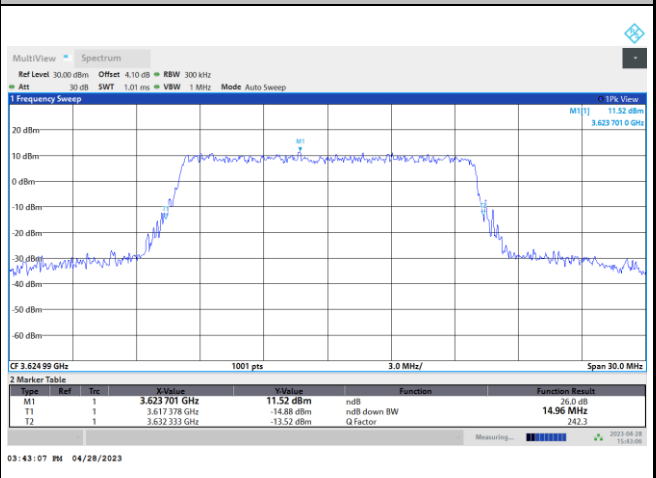 MultiView Spectrum
Ref Level 30.00 dBm Offset 4.10 dB RBW 300 kHz
Att 30 dB SWT 1.01 ms VBW 1 MHz Mode Auto Sweep
1 Frequency Sweep 1Pk View
M1[1] 11.52 dBm
3.623 701 0 GHz
20 dBm
M1
10 dBm
0 dBm
-10 dBm
-20 dBm
-30 dBm
-40 dBm
-50 dBm
-60 dBm
CF 3.624 99 GHz 1001 pts 3.0 MHz/ Span 30.0 MHz
2 Marker Table
Type Ref Trc X-Value Y-Value Function Function Result
M1 1 3.623 701 GHz 11.52 dBm ndB 26.0 dB
T1 1 3.617 378 GHz -14.88 dBm ndB down BW 14.96 MHz
T2 1 3.632 333 GHz -13.52 dBm Q Factor 242.3
Measuring... 2023-04-28
15:43:06
03:43:07 PM 04/28/2023